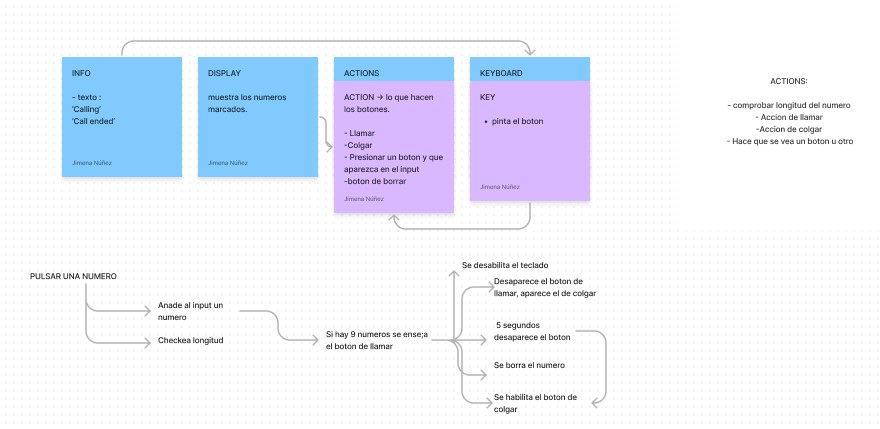 INFO
- texto :
'Calling'
'Call ended'
Jimena Núñez
DISPLAY
muestra los numeros
marcados.
Jimena Núñez
ACTIONS
ACTION -> lo que hacen
los botones.
- Llamar
-Colgar
- Presionar un boton y que
aparezca en el input
-boton de borrar
Jimena Núñez
KEYBOARD
KEY
• pinta el boton
Jimena Núñez
ACTIONS:
- comprobar longitud del numero
- Accion de llamar
-Accion de colgar
- Hace que se vea un boton u otro
PULSAR UNA NUMERO
Anade al input un
numero
Checkea longitud
Si hay 9 numeros se ense;a
el boton de llamar
Se desabilita el teclado
Desaparece el boton de
llamar, aparece el de colgar
5 segundos
desaparece el boton
Se borra el numero
Se habilita el boton de
colgar